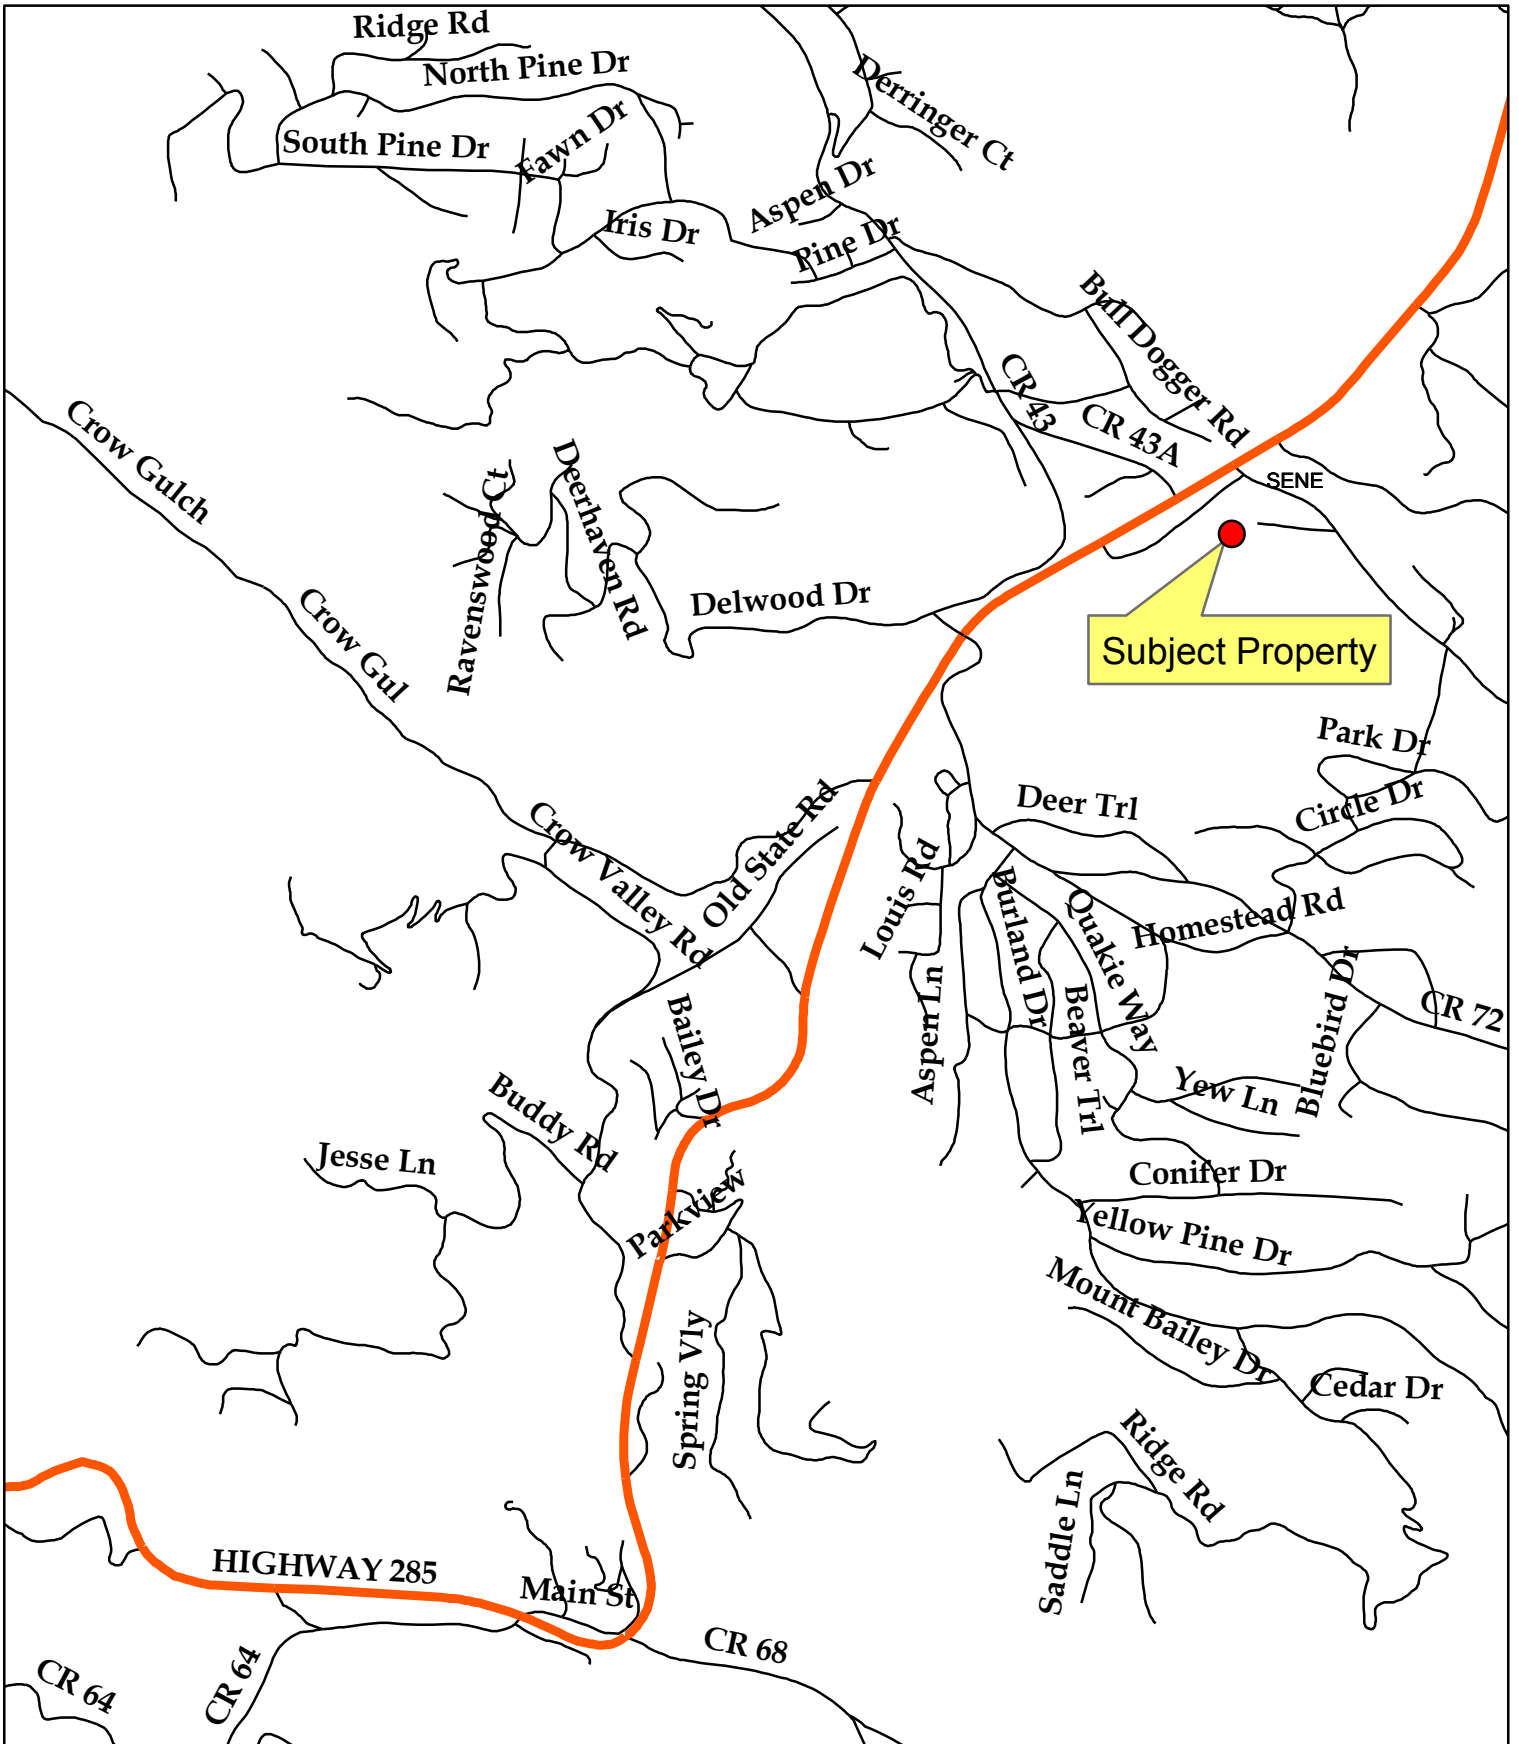 Ridge Rd
North Pine Dr
Derringer Ct
South Pine Dr
Fawn Dr
Aspen Dr
Iris Dr
Pine Dr
Bull Dogger Rd
CR 43
CR 43A
Crow Gulch
SENE
Deerhaven Rd
Ravenswood Ct
Delwood Dr
Crow Gul
Subject Property
Park Dr
Deer Trl
Circle Dr
Old State Rd
Crow Valley Rd
Louis Rd
Burland Dr
Quakie Way
Homestead Rd
Bluebird Dr
CR 72
Aspen Ln
Beaver Trl
Bailey Dr
Yew Ln
Buddy Rd
Jesse Ln
Conifer Dr
Parkview
Yellow Pine Dr
Mount Bailey Dr
Spring Vly
Cedar Dr
Ridge Rd
Saddle Ln
HIGHWAY 285
Main St
CR 68
CR 64
CR 64